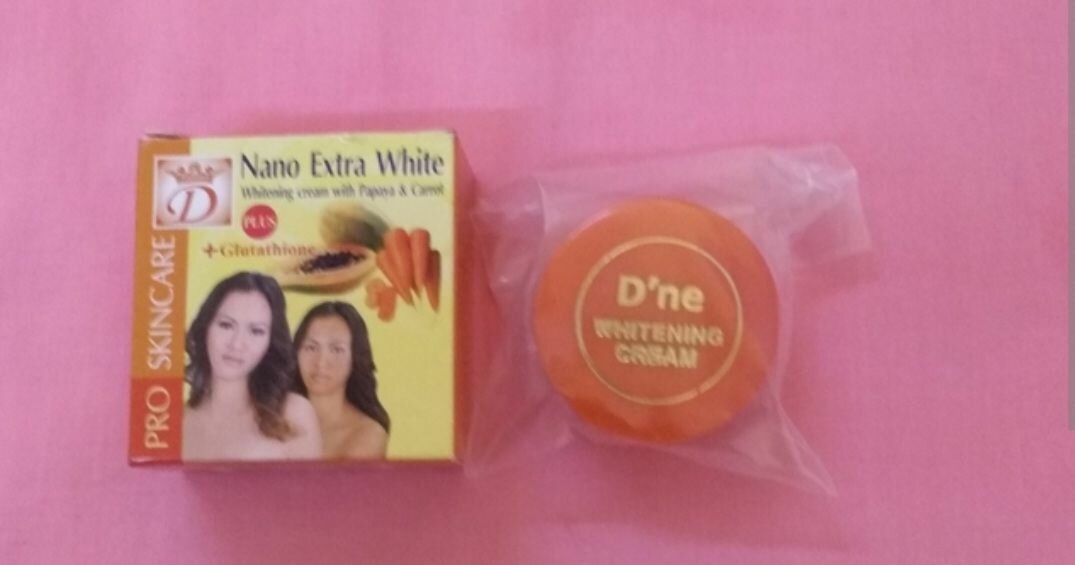 D
Nano Extra White
Whitening cream with Papaya & Carrot
PLUS
+Glutathione
PRO SKINCARE
D'ne
WHITENING
CREAM